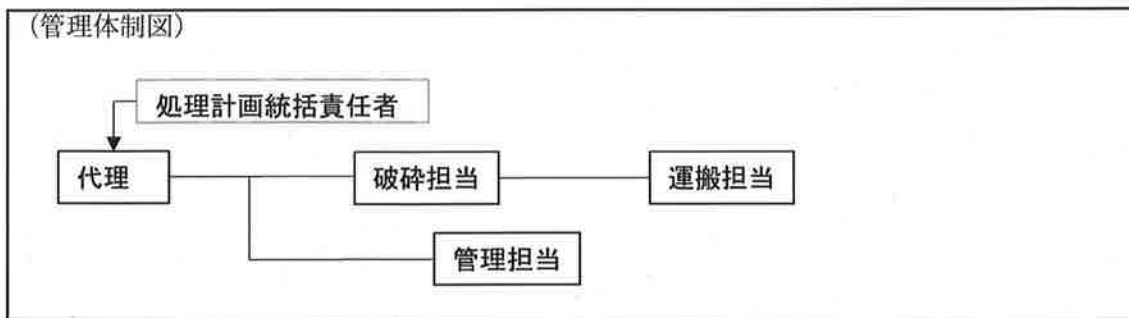 （管理体制図）
処理計画統括責任者
代理
破砕担当
運搬担当
管理担当